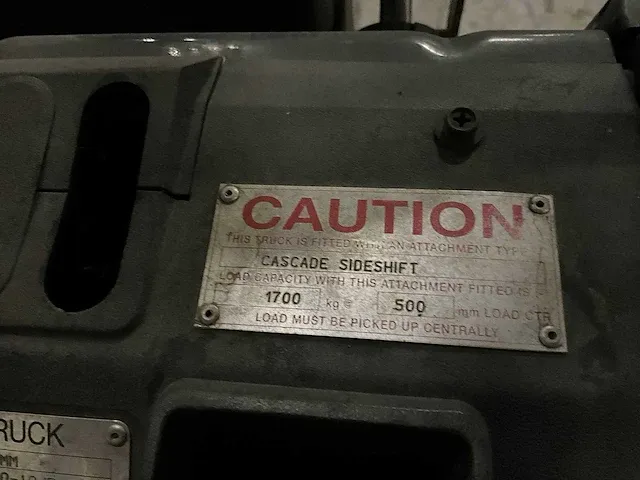 CAUTION
THIS TRUCK IS FITTED WITH AN ATTACHMENT TYPE
CASCADE SIDESHIFT
LOAD CAPACITY WITH THIS ATTACHMENT FITTED IS
1700 kg @ 500 mm LOAD CTR
LOAD MUST BE PICKED UP CENTRALLY
RUCK
MM